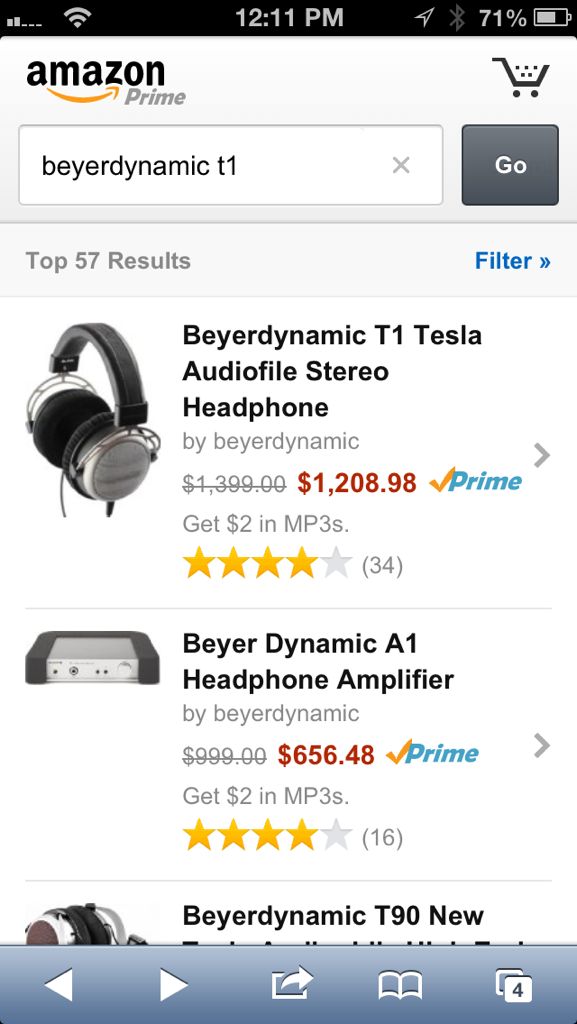 12:11 PM 71%
amazon
Prime
beyerdynamic t1
Go
Top 57 Results Filter »
Beyerdynamic T1 Tesla
Audiofile Stereo
Headphone
by beyerdynamic
$1,399.00 $1,208.98 Prime
Get $2 in MP3s.
(34)
Beyer Dynamic A1
Headphone Amplifier
by beyerdynamic
$999.00 $656.48 Prime
Get $2 in MP3s.
(16)
Beyerdynamic T90 New
4